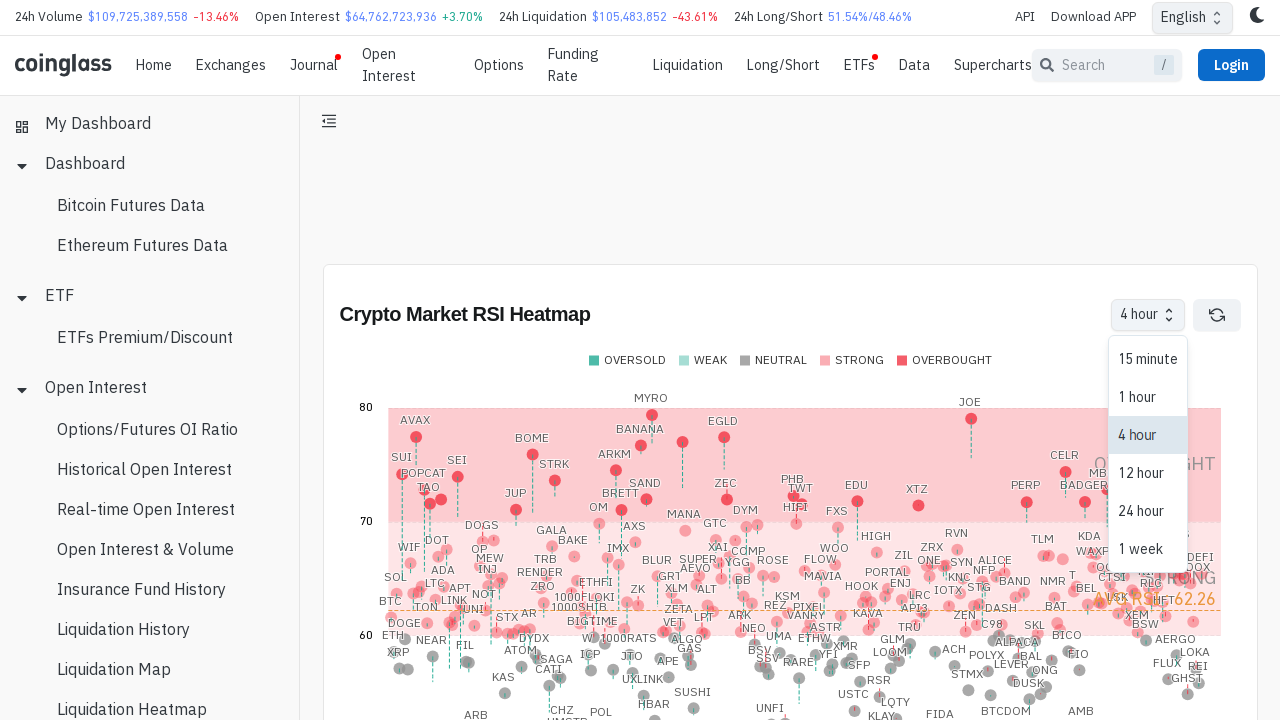 24h Volume $109,725,389,558 -13.46% Open Interest $64,762,723,936 +3.70% 24h Liquidation $105,483,852 -43.61% 24h Long/Short 51.54%/48.46% API Download APP English
coinglass Home Exchanges Journal Open Interest Options Funding Rate Liquidation Long/Short ETFs Data Supercharts Search / Login
My Dashboard
Dashboard
Bitcoin Futures Data
Ethereum Futures Data
ETF
ETFs Premium/Discount
Open Interest
Options/Futures OI Ratio
Historical Open Interest
Real-time Open Interest
Open Interest & Volume
Insurance Fund History
Liquidation History
Liquidation Map
Liquidation Heatmap
Crypto Market RSI Heatmap
4 hour
15 minute
1 hour
4 hour
12 hour
24 hour
1 week
OVERSOLD WEAK NEUTRAL STRONG OVERBOUGHT
80
MYRO JOE
AVAX BANANA EGLD
BOME
SUI POPCAT SEI STRK ARKM CELR
TAO JUP BRETT SAND ZEC PHB TWT EDU XTZ PERP BADGER
OM MANA DYM HIFI FXS
70
DOGS GALA AXS GTC HIGH RVN TLM KDA
WIF DOT OP BAKE IMX XAI COMP WOO ZRX WAXP
MEW TRB BLUR SUPER YGG ROSE FLOW ZIL ONE SYN ALICE
SOL ADA INJ RENDER GRT AEVO BB MAVIA PORTAL KNC NFP CTSI
LTC APT NOT ZRO ETHFI ZK XLM ALT HOOK ENJ IOTX STG BAND NMR T BEL
BTC TON LINK UNI 1000FLOKI 1000SHIB ZETA KSM REZ PIXEL LRC API3 DASH BAT LSK
AVG RSI: 62.26
DOGE STX AR BIGTIME VET LPT ARK VANRY KAVA ZEN XEM
NEO ASTR TRU C98 SKL BSW
60
ETH NEAR DYDX 1000RATS ALGO UMA ETHW GLM ALPACA BICO AERGO
XRP FIL ATOM SAGA ICP JTO GAS BSV YFI XMR LOOM ACH POLYX BAL FIO LOKA
CATI APE SSV RARE SFP LEVER ONG FLUX REI
KAS UXLINK SUSHI RSR STMX DUSK GHST
ARB CHZ POL HBAR UNFI USTC LQTY KLAY FIDA BTCDOM AMB